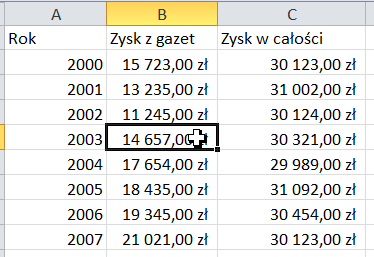 A B C
Rok Zysk z gazet Zysk w całości
2000 15 723,00 zł 30 123,00 zł
2001 13 235,00 zł 31 002,00 zł
2002 11 245,00 zł 30 124,00 zł
2003 14 657,00 zł 30 321,00 zł
2004 17 654,00 zł 29 989,00 zł
2005 18 435,00 zł 31 092,00 zł
2006 19 345,00 zł 30 454,00 zł
2007 21 021,00 zł 30 123,00 zł